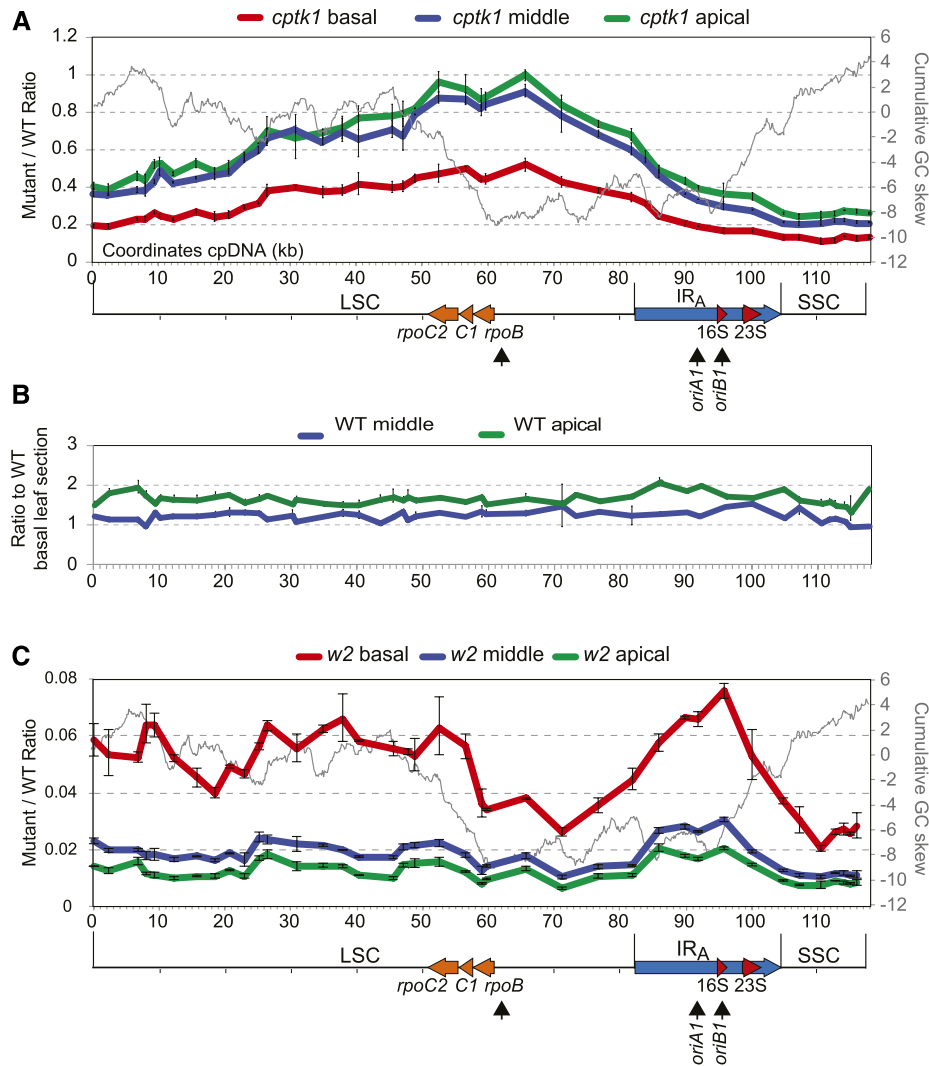 A
cptk1 basal cptk1 middle cptk1 apical
1.2
1
0.8
0.6
0.4
0.2
0
Mutant / WT Ratio
6
4
2
0
-2
-4
-6
-8
-10
-12
Cumulative GC skew
Coordinates cpDNA (kb)
0 10 20 30 40 50 60 70 80 90 100 110
LSC IRA SSC
rpoC2 C1 rpoB 16S 23S
oriA1 oriB1
B
WT middle WT apical
3
2
1
0
Ratio to WT
basal leaf section
0 10 20 30 40 50 60 70 80 90 100 110
C
w2 basal w2 middle w2 apical
0.08
0.06
0.04
0.02
0
Mutant / WT Ratio
6
4
2
0
-2
-4
-6
-8
-10
-12
Cumulative GC skew
0 10 20 30 40 50 60 70 80 90 100 110
LSC IRA SSC
rpoC2 C1 rpoB 16S 23S
oriA1 oriB1